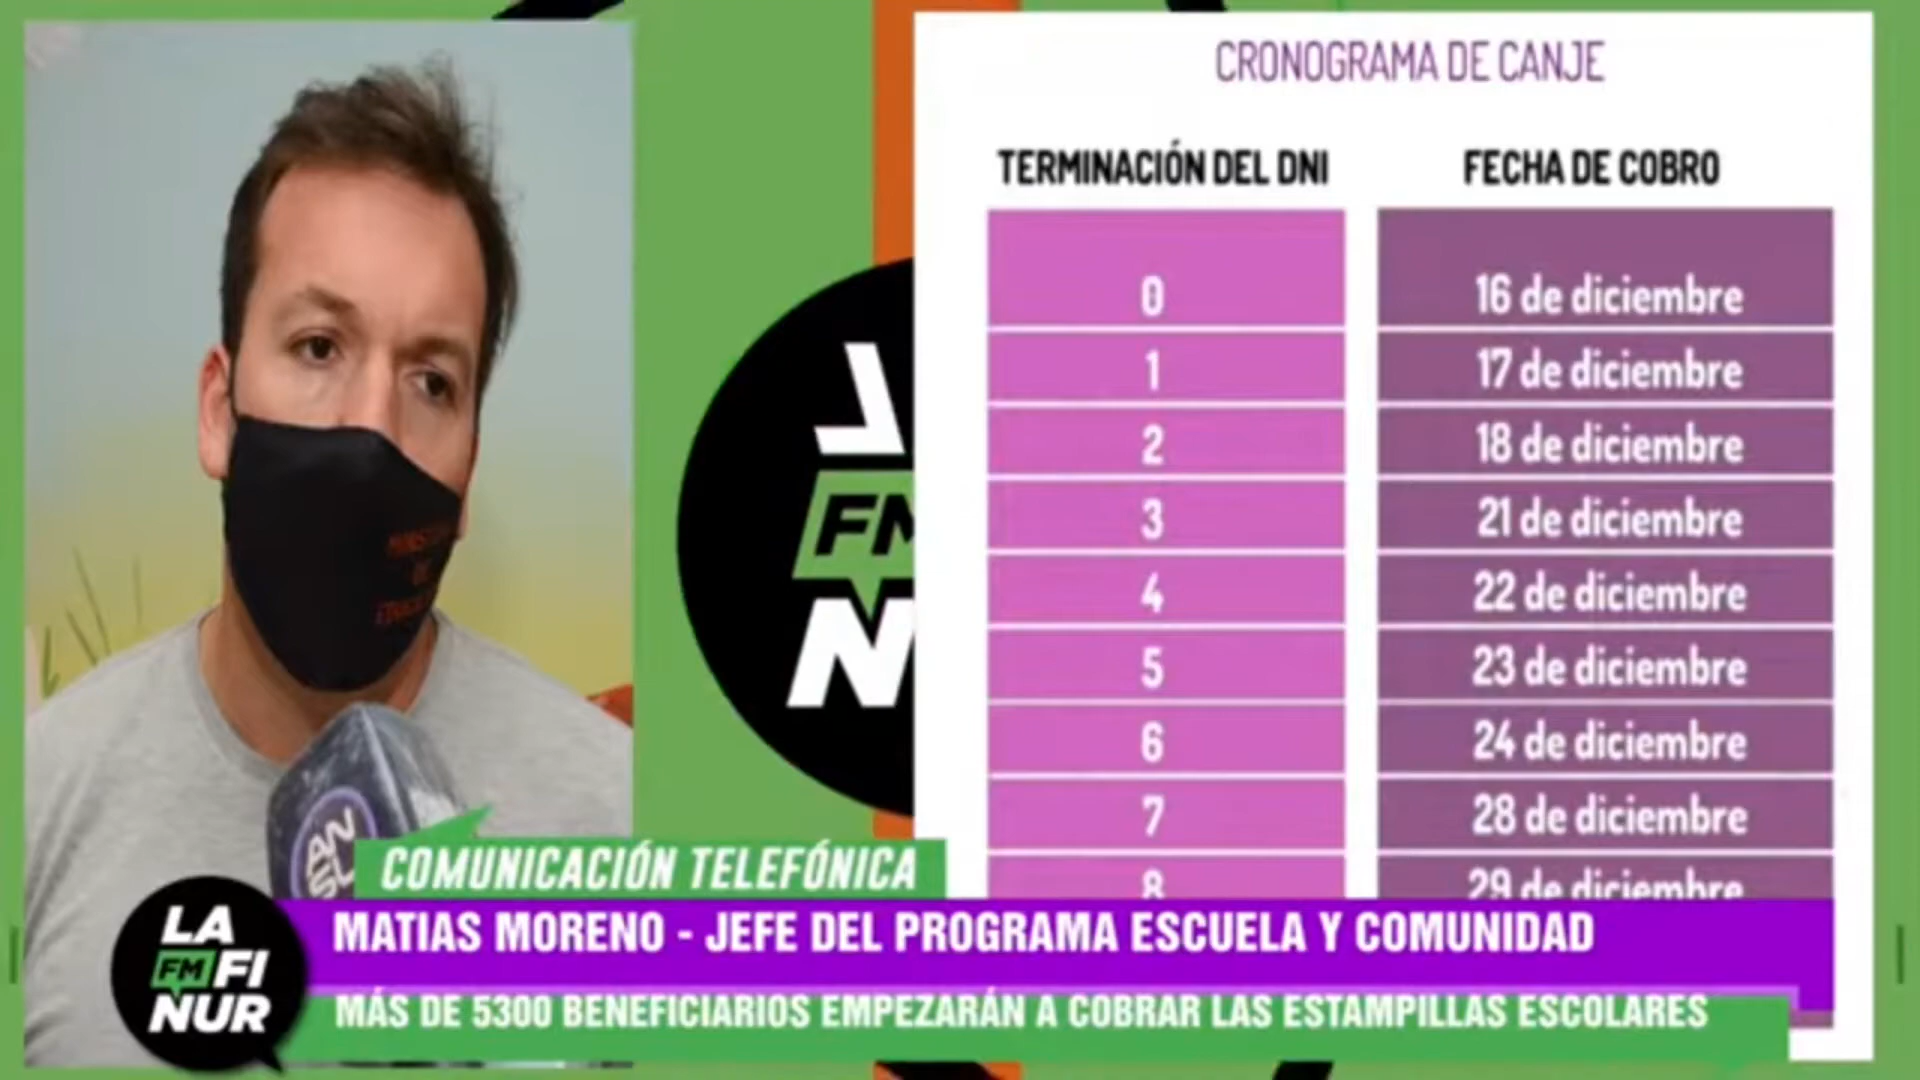 CRONOGRAMA DE CANJE
TERMINACIÓN DEL DNI FECHA DE COBRO
0 16 de diciembre
1 17 de diciembre
2 18 de diciembre
3 21 de diciembre
4 22 de diciembre
5 23 de diciembre
6 24 de diciembre
7 28 de diciembre
8 29 de diciembre
FM
N
AN
SL
COMUNICACIÓN TELEFÓNICA
MATIAS MORENO - JEFE DEL PROGRAMA ESCUELA Y COMUNIDAD
MÁS DE 5300 BENEFICIARIOS EMPEZARÁN A COBRAR LAS ESTAMPILLAS ESCOLARES
LA
FM FI
NUR